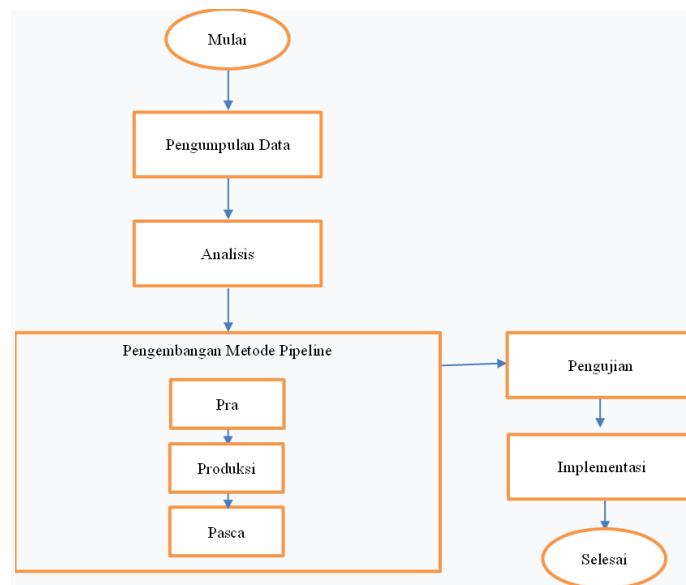 Mulai
Pengumpulan Data
Analisis
Pengembangan Metode Pipeline
Pra
Produksi
Pasca
Pengujian
Implementasi
Selesai